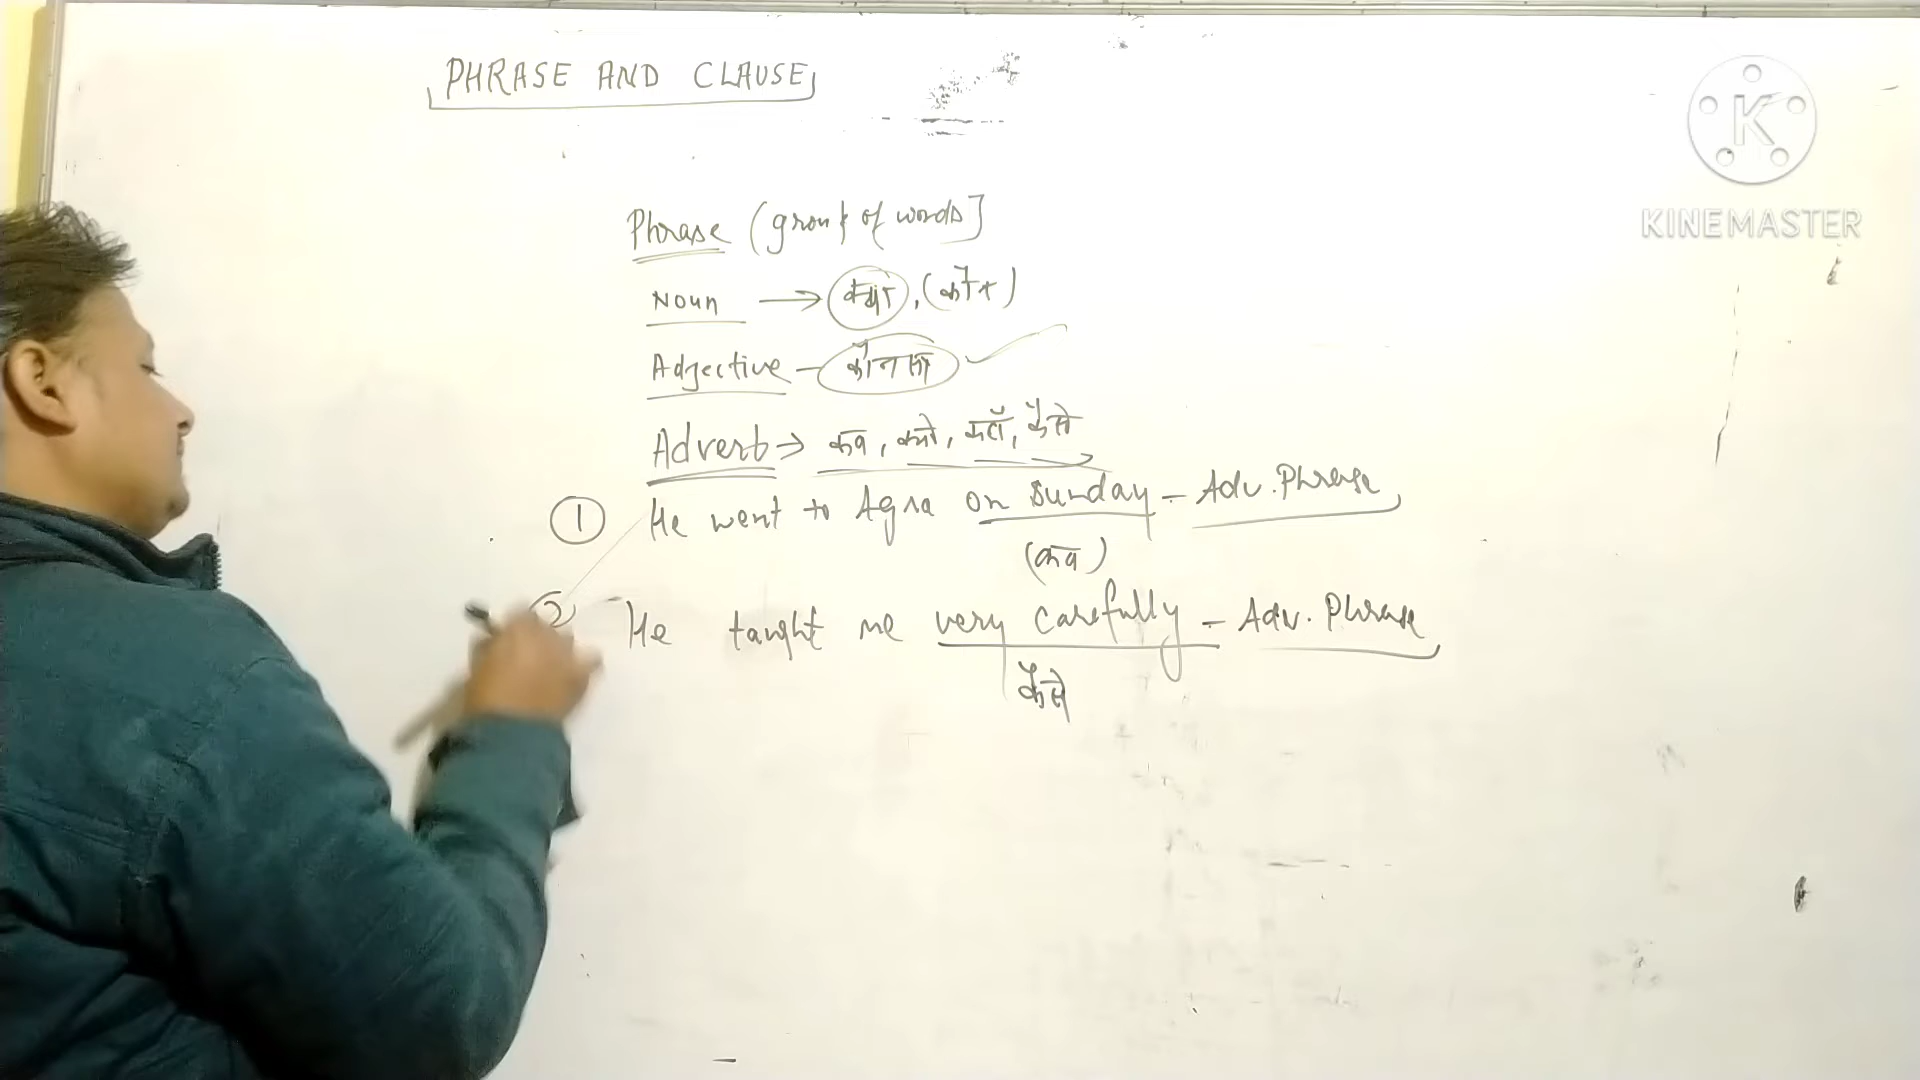 PHRASE AND CLAUSE
K
KINEMASTER
Phrase (group of words]
Noun → क्या, (कौन)
Adjective - कौन सा
Adverb → कब, क्यों, कहाँ, कैसे
1 He went to Agra on Sunday - Adv. Phrase
(कब)
2 He taught me very carefully - Adv. Phrase
कैसे